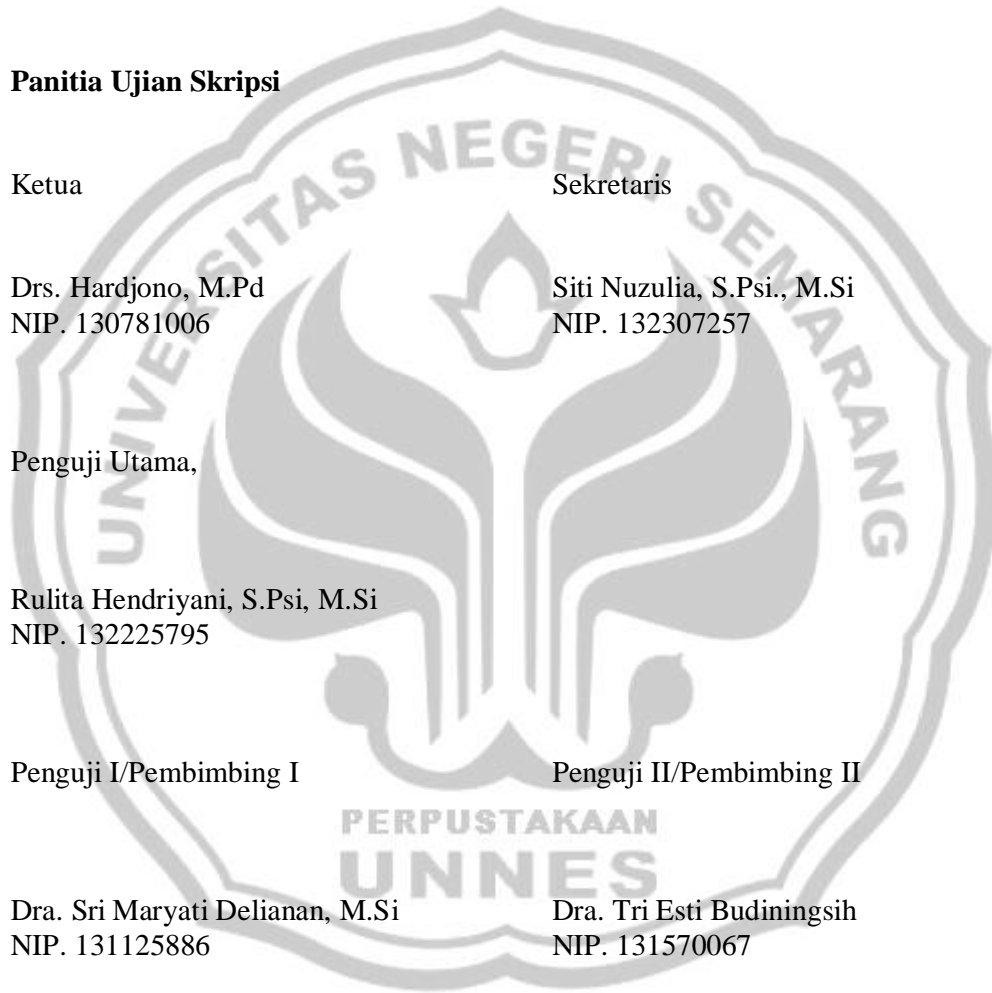 Panitia Ujian Skripsi
Ketua
Sekretaris
Drs. Hardjono, M.Pd
NIP. 130781006
Siti Nuzulia, S.Psi., M.Si
NIP. 132307257
Penguji Utama,
Rulita Hendriyani, S.Psi, M.Si
NIP. 132225795
Penguji I/Pembimbing I
Penguji II/Pembimbing II
Dra. Sri Maryati Delianan, M.Si
NIP. 131125886
Dra. Tri Esti Budiningsih
NIP. 131570067
UNIVERSITAS NEGERI SEMARANG
PERPUSTAKAAN
UNNES